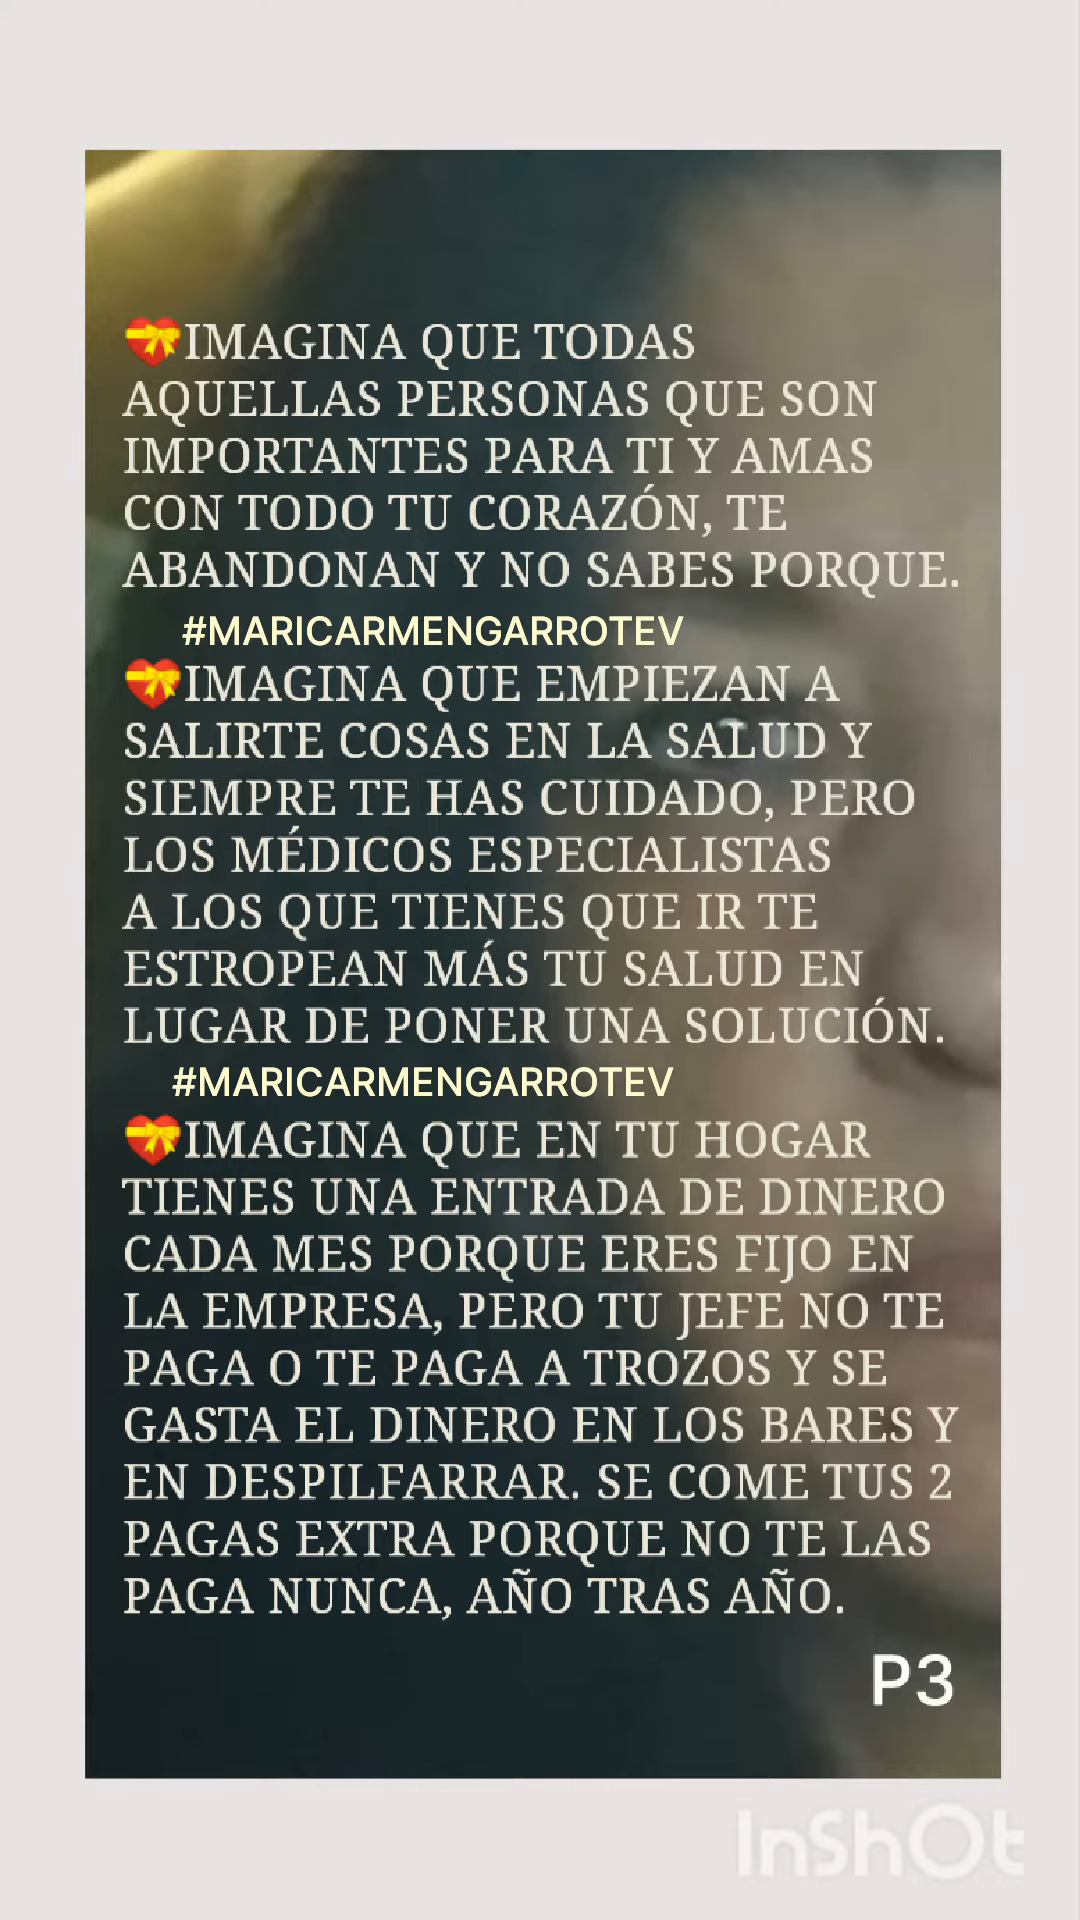 💝IMAGINA QUE TODAS
AQUELLAS PERSONAS QUE SON
IMPORTANTES PARA TI Y AMAS
CON TODO TU CORAZÓN, TE
ABANDONAN Y NO SABES PORQUE.
#MARICARMENGARROTEV
💝IMAGINA QUE EMPIEZAN A
SALIRTE COSAS EN LA SALUD Y
SIEMPRE TE HAS CUIDADO, PERO
LOS MÉDICOS ESPECIALISTAS
A LOS QUE TIENES QUE IR TE
ESTROPEAN MÁS TU SALUD EN
LUGAR DE PONER UNA SOLUCIÓN.
#MARICARMENGARROTEV
💝IMAGINA QUE EN TU HOGAR
TIENES UNA ENTRADA DE DINERO
CADA MES PORQUE ERES FIJO EN
LA EMPRESA, PERO TU JEFE NO TE
PAGA O TE PAGA A TROZOS Y SE
GASTA EL DINERO EN LOS BARES Y
EN DESPILFARRAR. SE COME TUS 2
PAGAS EXTRA PORQUE NO TE LAS
PAGA NUNCA, AÑO TRAS AÑO.
P3
InShOt